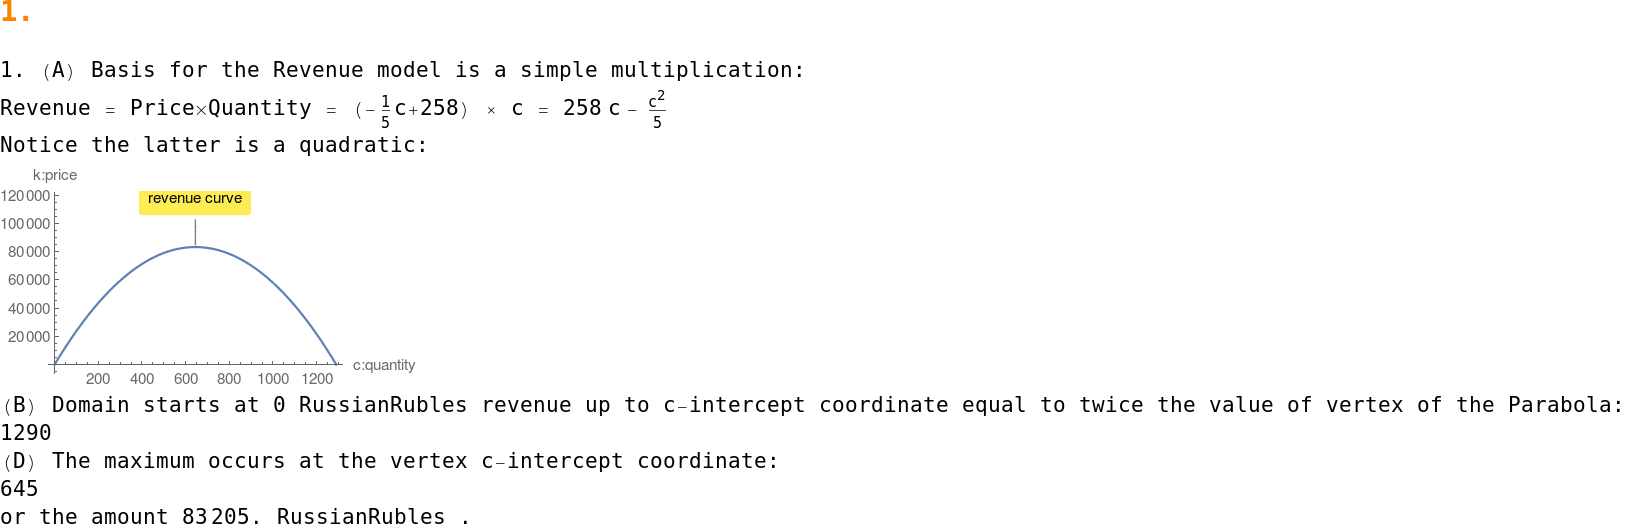 1.
1. (A) Basis for the Revenue model is a simple multiplication:
Revenue = Price×Quantity = (-1/5 c+258) × c = 258 c - c²/5
Notice the latter is a quadratic:
k:price
revenue curve
120 000
100 000
80 000
60 000
40 000
20 000
200 400 600 800 1000 1200
c:quantity
(B) Domain starts at 0 RussianRubles revenue up to c-intercept coordinate equal to twice the value of vertex of the Parabola:
1290
(D) The maximum occurs at the vertex c-intercept coordinate:
645
or the amount 83 205. RussianRubles .